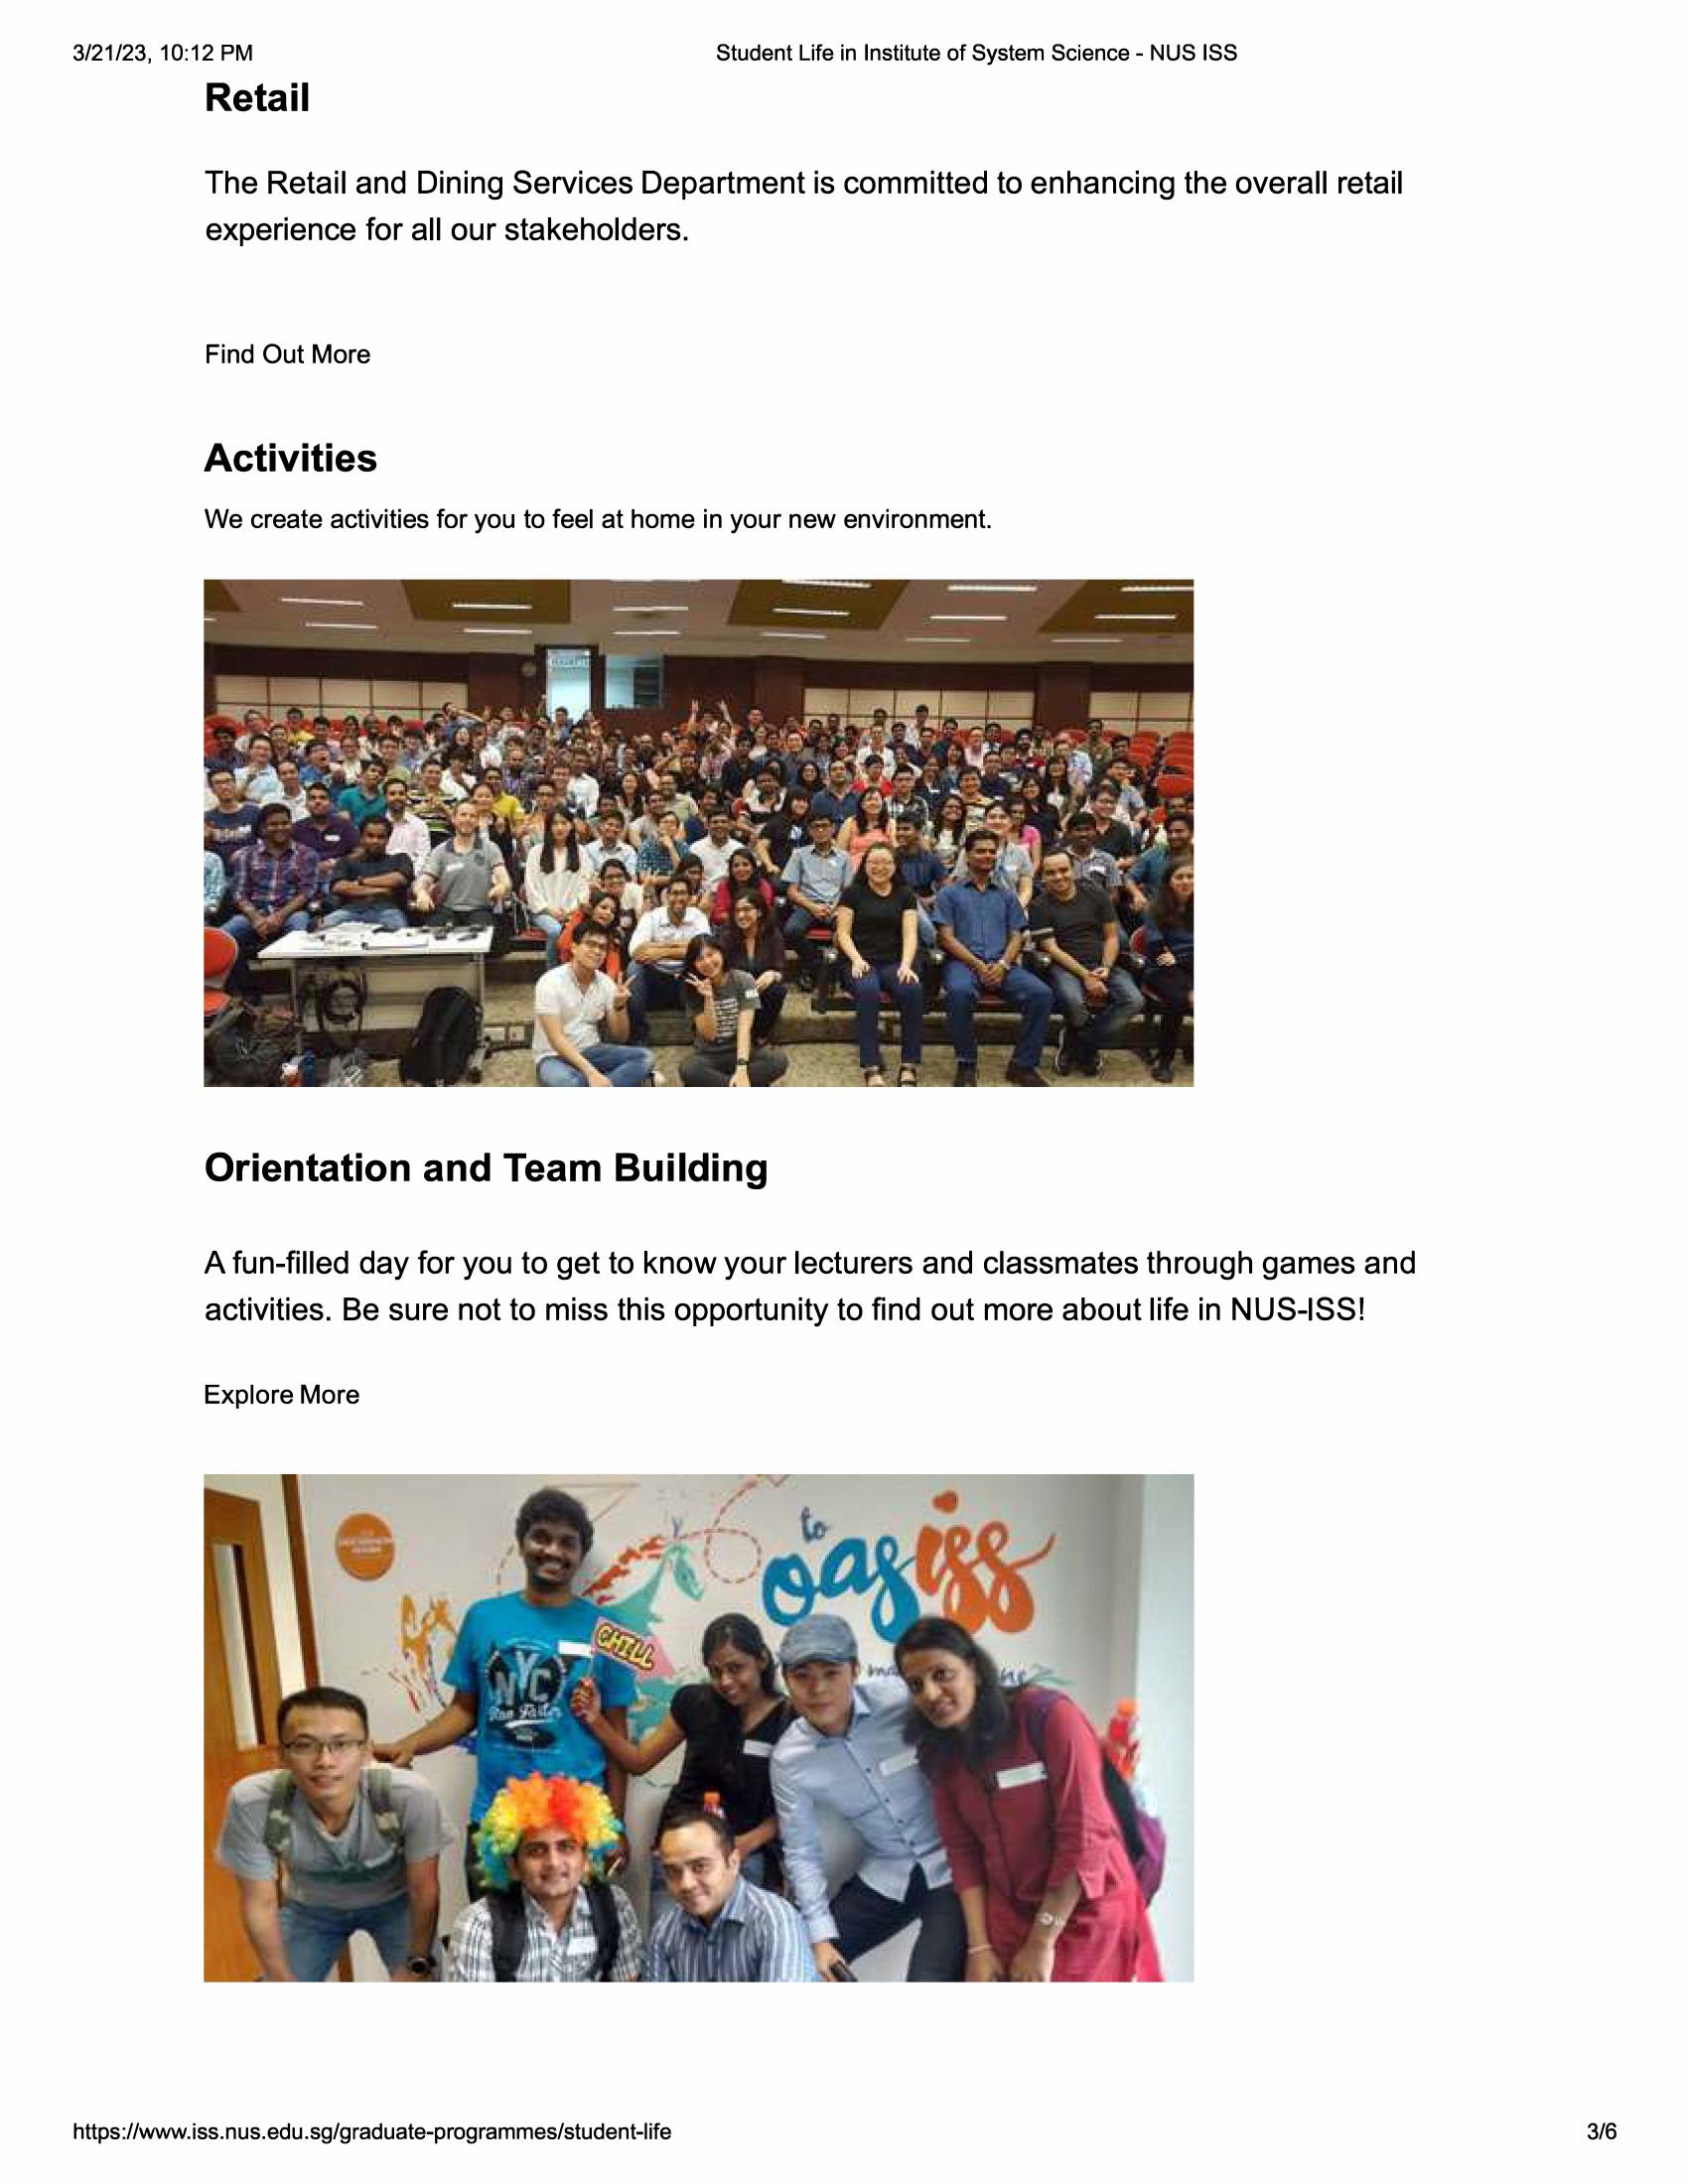 3/21/23, 10:12 PM
Student Life in Institute of System Science - NUS ISS
Retail
The Retail and Dining Services Department is committed to enhancing the overall retail
experience for all our stakeholders.
Find Out More
Activities
We create activities for you to feel at home in your new environment.
Orientation and Team Building
A fun-filled day for you to get to know your lecturers and classmates through games and
activities. Be sure not to miss this opportunity to find out more about life in NUS-ISS!
Explore More
to
oasiss
CHILL
NYC
https://www.iss.nus.edu.sg/graduate-programmes/student-life
3/6